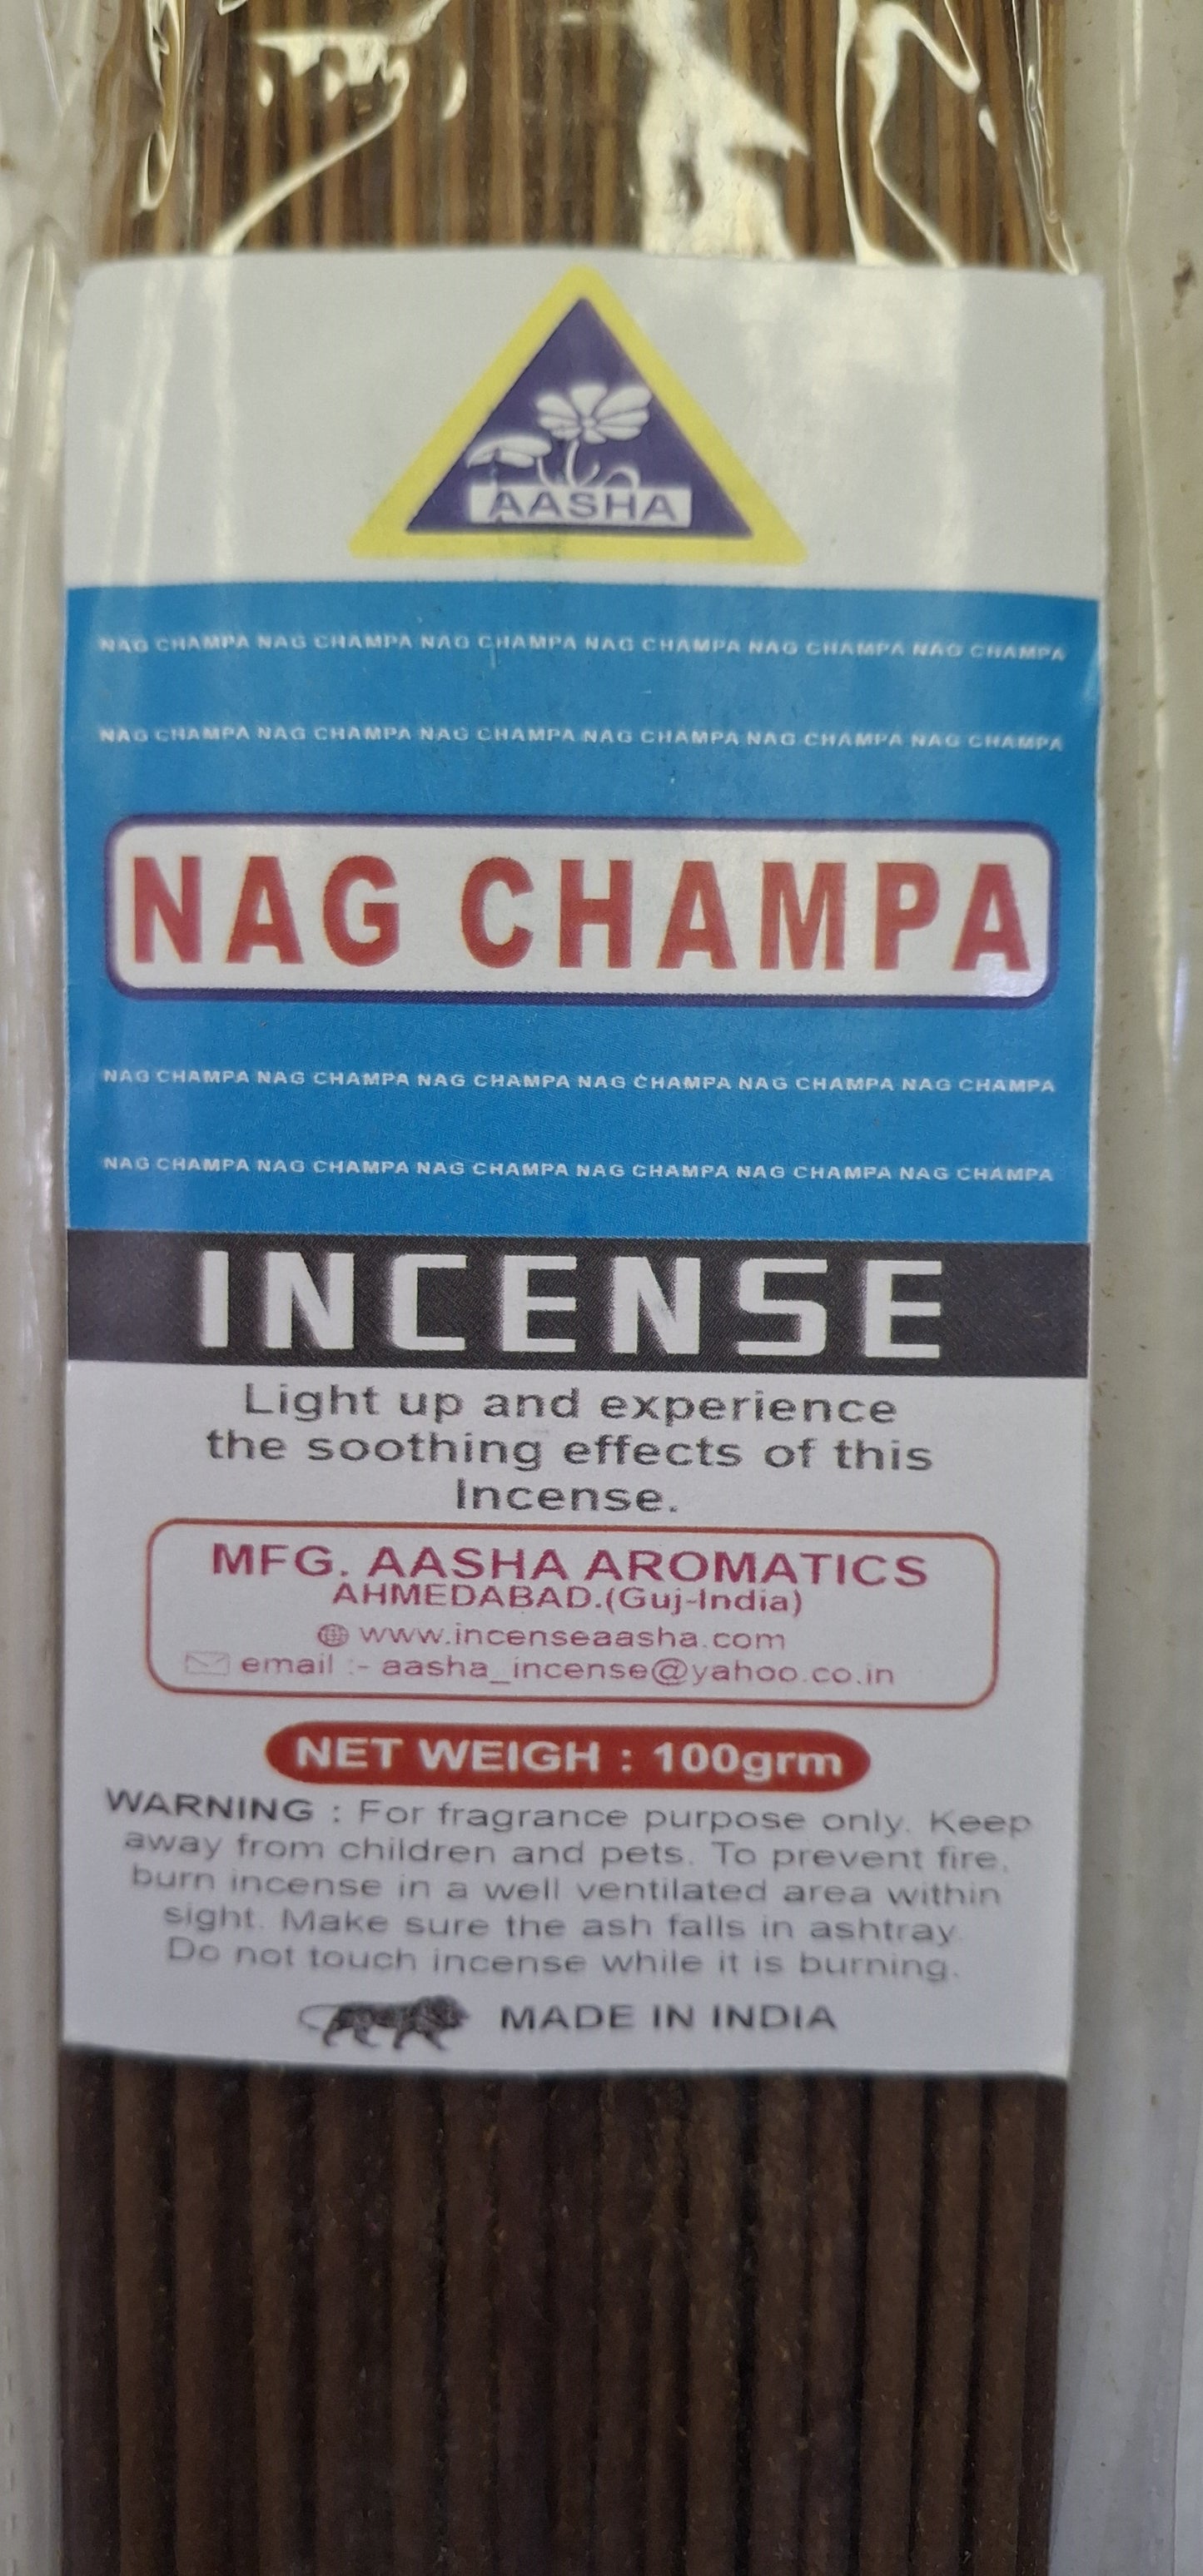 AASHA
NAG CHAMPA NAG CHAMPA NAG CHAMPA NAG CHAMPA NAG CHAMPA NAG CHAMPA
NAG CHAMPA NAG CHAMPA NAG CHAMPA NAG CHAMPA NAG CHAMPA NAG CHAMPA
NAG CHAMPA
NAG CHAMPA NAG CHAMPA NAG CHAMPA NAG CHAMPA NAG CHAMPA NAG CHAMPA
NAG CHAMPA NAG CHAMPA NAG CHAMPA NAG CHAMPA NAG CHAMPA NAG CHAMPA
INCENSE
Light up and experience
the soothing effects of this
Incense.
MFG. AASHA AROMATICS
AHMEDABAD.(Guj-India)
www.incenseaasha.com
email :- aasha_incense@yahoo.co.in
NET WEIGH : 100grm
WARNING : For fragrance purpose only. Keep
away from children and pets. To prevent fire,
burn incense in a well ventilated area within
sight. Make sure the ash falls in ashtray.
Do not touch incense while it is burning.
MADE IN INDIA